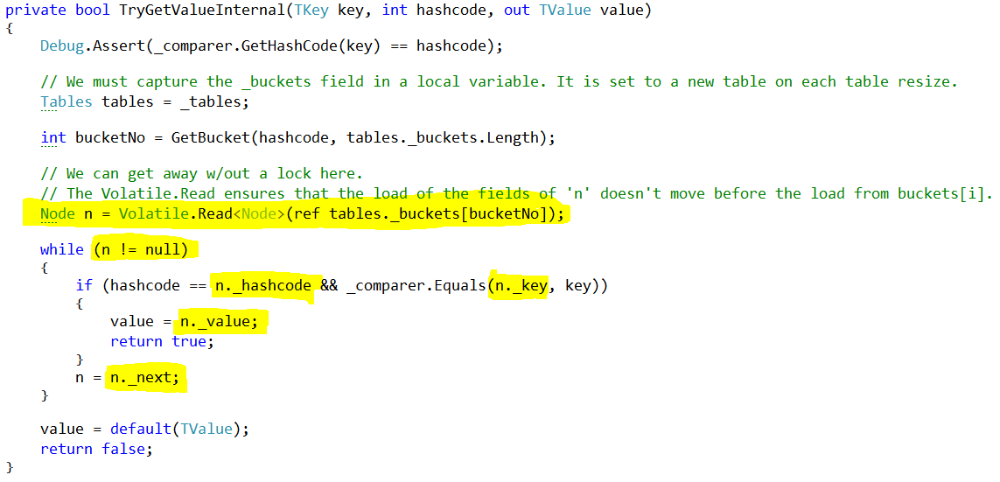 private bool TryGetValueInternal(TKey key, int hashcode, out TValue value)
{
    Debug.Assert(_comparer.GetHashCode(key) == hashcode);

    // We must capture the _buckets field in a local variable. It is set to a new table on each table resize.
    Tables tables = _tables;

    int bucketNo = GetBucket(hashcode, tables._buckets.Length);

    // We can get away w/out a lock here.
    // The Volatile.Read ensures that the load of the fields of 'n' doesn't move before the load from buckets[i].
    Node n = Volatile.Read<Node>(ref tables._buckets[bucketNo]);

    while (n != null)
    {
        if (hashcode == n._hashcode && _comparer.Equals(n._key, key))
        {
            value = n._value;
            return true;
        }
        n = n._next;
    }

    value = default(TValue);
    return false;
}